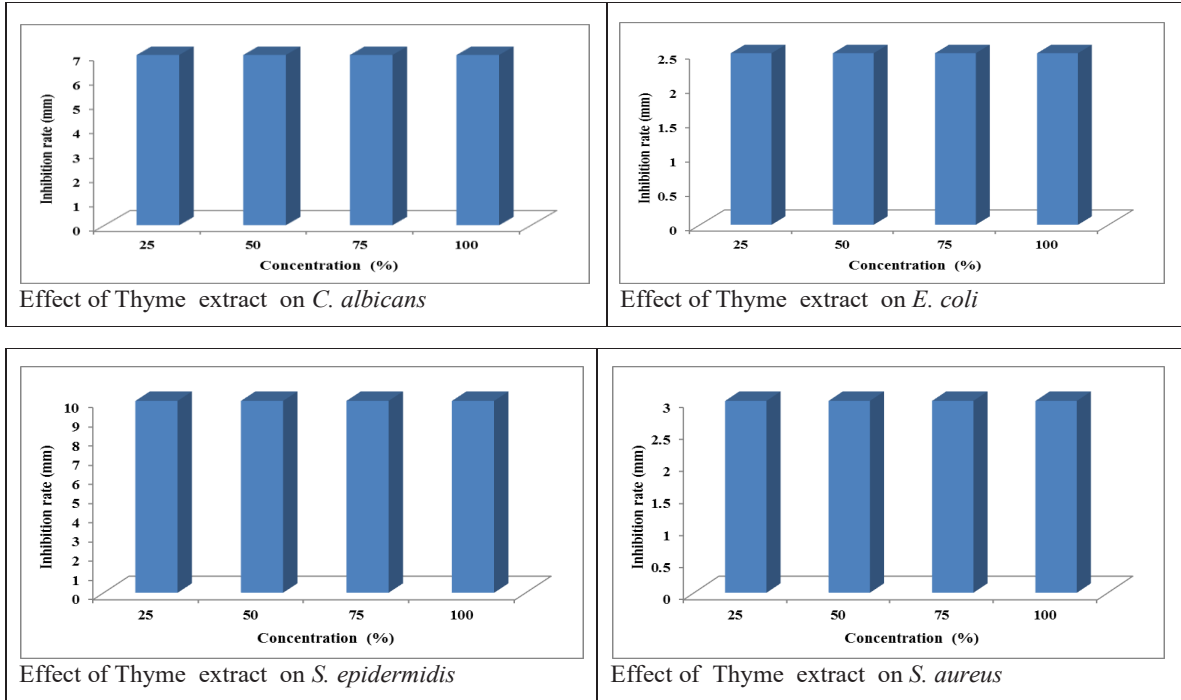 Inhibition rate (mm)
7
6
5
4
3
2
1
0
25 50 75 100
Concentration (%)
Effect of Thyme extract on C. albicans
Inhibition rate (mm)
2.5
2
1.5
1
0.5
0
25 50 75 100
Concentration (%)
Effect of Thyme extract on E. coli
Inhibition rate (mm)
10
9
8
7
6
5
4
3
2
1
0
25 50 75 100
Concentration (%)
Effect of Thyme extract on S. epidermidis
Inhibition rate (mm)
3
2.5
2
1.5
1
0.5
0
25 50 75 100
Concentration (%)
Effect of Thyme extract on S. aureus